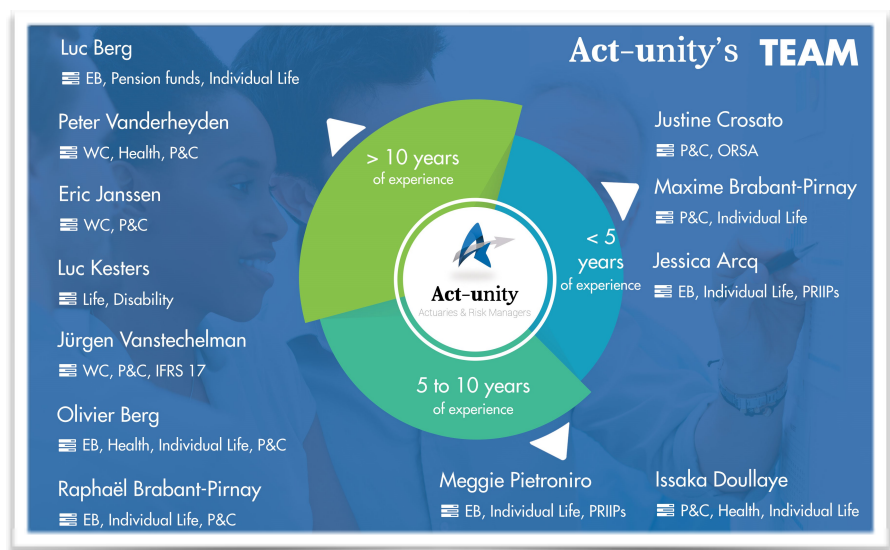 Act-unity's TEAM
Luc Berg
EB, Pension funds, Individual Life
Peter Vanderheyden
WC, Health, P&C
Eric Janssen
WC, P&C
Luc Kesters
Life, Disability
Jürgen Vanstechelman
WC, P&C, IFRS 17
Olivier Berg
EB, Health, Individual Life, P&C
Raphaël Brabant-Pirnay
EB, Individual Life, P&C
> 10 years
of experience
< 5
years
of experience
Act-unity
Actuaries & Risk Managers
5 to 10 years
of experience
Justine Crosato
P&C, ORSA
Maxime Brabant-Pirnay
P&C, Individual Life
Jessica Arcq
EB, Individual Life, PRIIPs
Meggie Pietroniro
EB, Individual Life, PRIIPs
Issaka Doullaye
P&C, Health, Individual Life